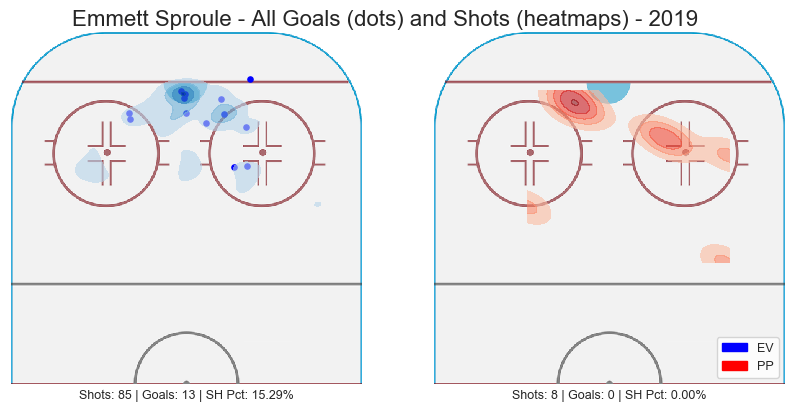 Emmett Sproule - All Goals (dots) and Shots (heatmaps) - 2019
EV
PP
Shots: 85 | Goals: 13 | SH Pct: 15.29%
Shots: 8 | Goals: 0 | SH Pct: 0.00%